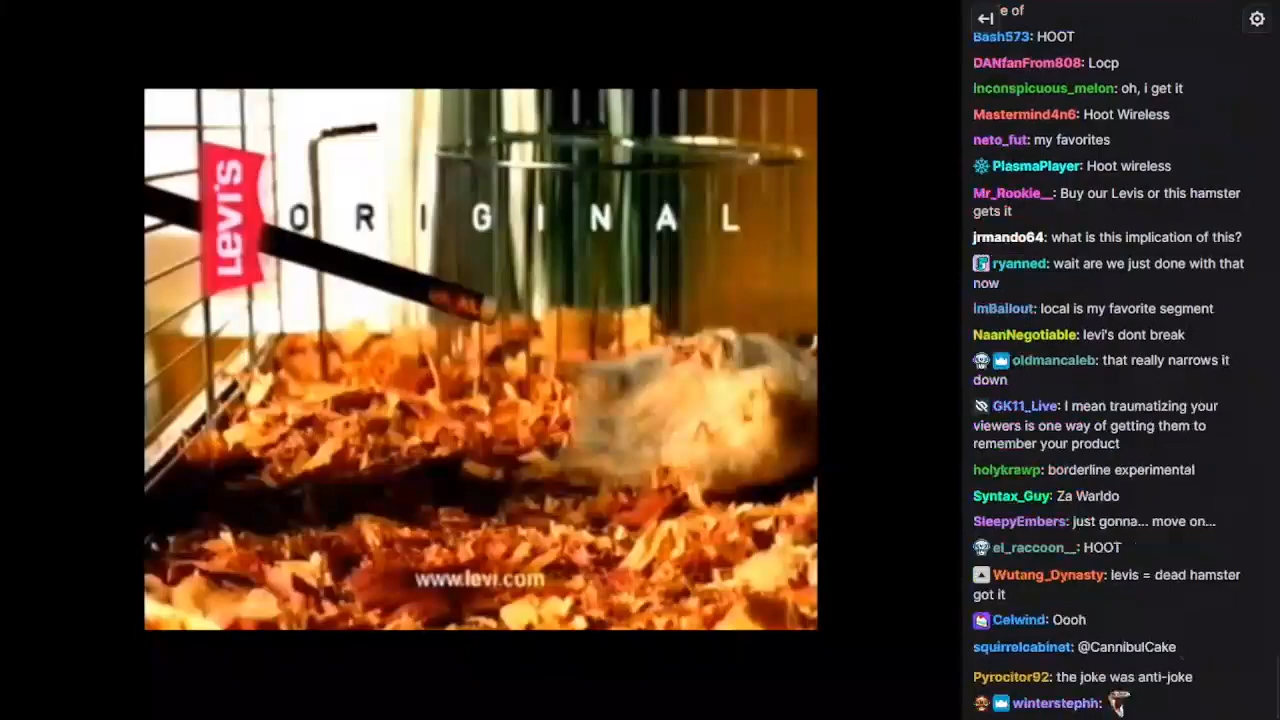 Levi's
ORIGINAL
www.levi.com
e of
Bash573: HOOT
DANfanFrom808: Locp
Inconspicuous_melon: oh, i get it
Mastermind4n6: Hoot Wireless
neto_fut: my favorites
PlasmaPlayer: Hoot wireless
Mr_Rookie__: Buy our Levis or this hamster
gets it
jrmando64: what is this implication of this?
ryanned: wait are we just done with that
now
ImBallout: local is my favorite segment
NaanNegotiable: levi's dont break
oldmancaleb: that really narrows it
down
GK11_Live: I mean traumatizing your
viewers is one way of getting them to
remember your product
holykrawp: borderline experimental
Syntax_Guy: Za Warldo
SleepyEmbers: just gonna... move on...
el_raccoon__: HOOT
Wutang_Dynasty: levis = dead hamster
got it
Celwind: Oooh
squirrelcabinet: @CannibulCake
Pyrocitor92: the joke was anti-joke
winterstephh: